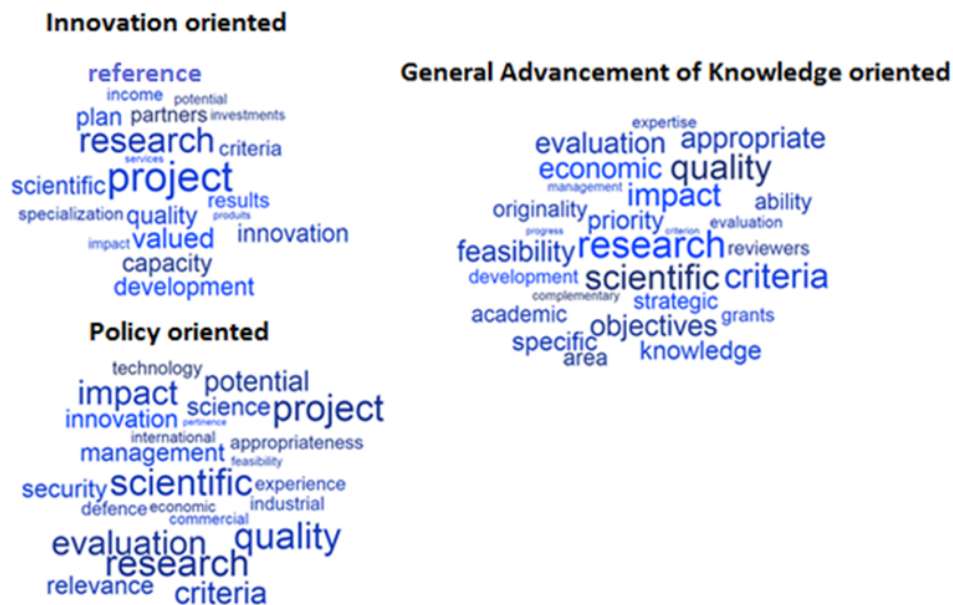 Innovation oriented
reference
income potential
plan partners investments
research criteria
services
scientific project
results
specialization quality produits
impact valued innovation
capacity
development
Policy oriented
technology
impact potential
innovation science project
pertinence
international appropriateness
management feasibility
security scientific experience
defence economic industrial
commercial
evaluation quality
research
relevance criteria
General Advancement of Knowledge oriented
expertise
evaluation appropriate
economic quality
management impact ability
originality priority evaluation
progress criterion
feasibility research reviewers
development scientific criteria
complementary strategic
academic objectives grants
specific knowledge
area